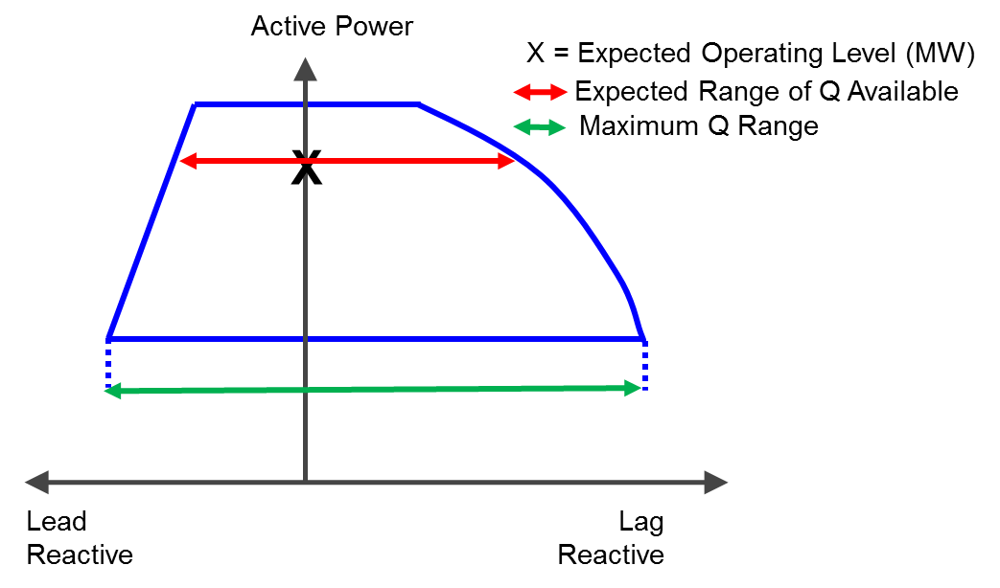 Active Power
X = Expected Operating Level (MW)
Expected Range of Q Available
Maximum Q Range
X
Lead
Reactive
Lag
Reactive